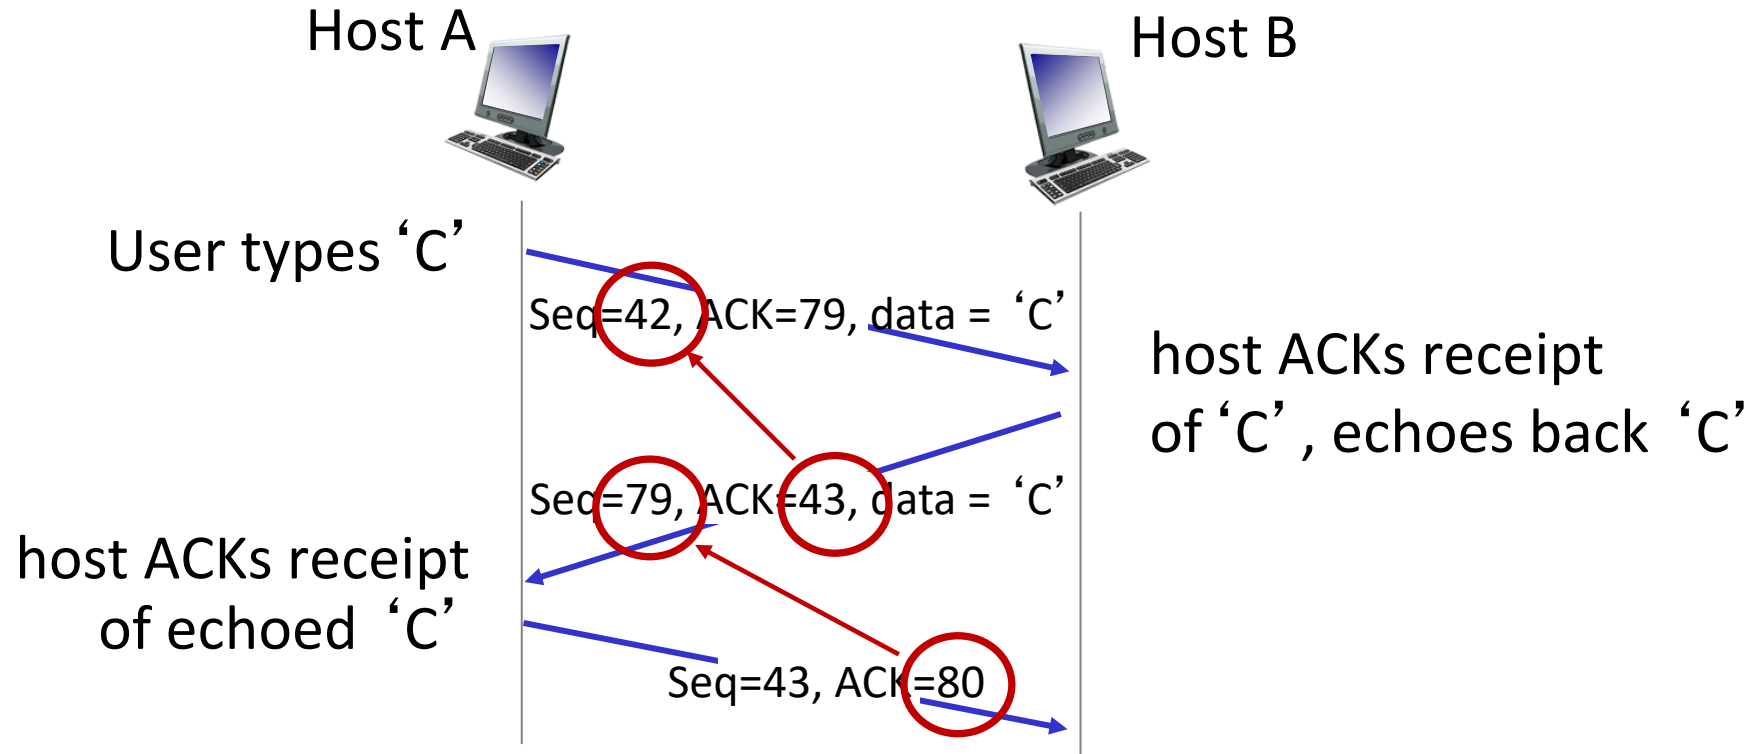 Host A
Host B
User types ‘C’
Seq=42, ACK=79, data = ‘C’
host ACKs receipt
of ‘C’, echoes back ‘C’
Seq=79, ACK=43, data = ‘C’
host ACKs receipt
of echoed ‘C’
Seq=43, ACK=80